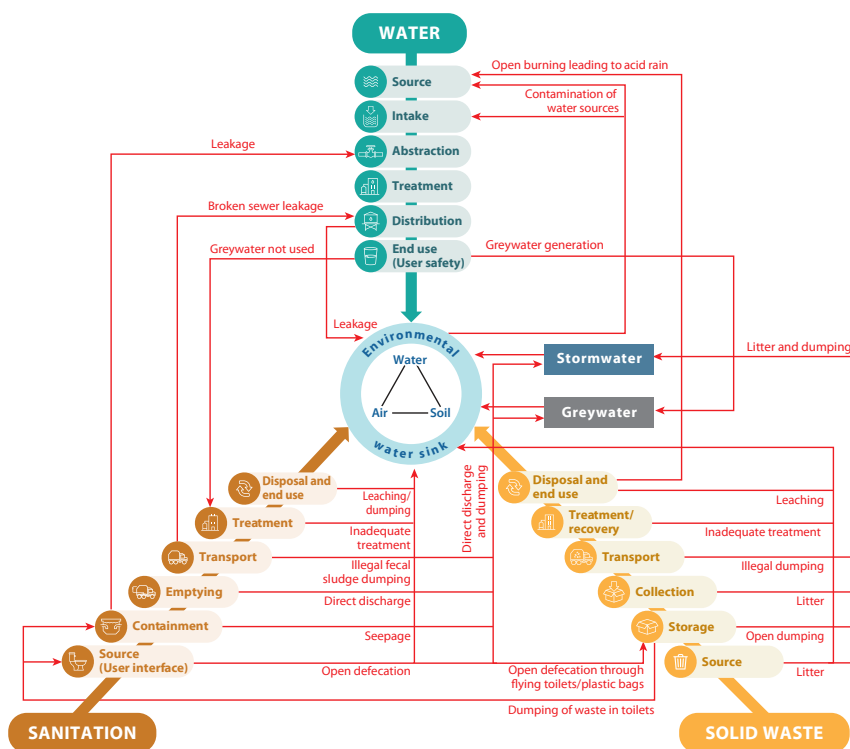 WATER
Open burning leading to acid rain
Source
Contamination of
water sources
Intake
Leakage
Abstraction
Treatment
Broken sewer leakage
Distribution
Greywater not used
End use
(User safety)
Greywater generation
Leakage
Environmental
water sink
Water
Air
Soil
Stormwater
Litter and dumping
Greywater
Direct discharge
and dumping
Disposal and
end use
Leaching/
dumping
Treatment
Inadequate
treatment
Transport
Illegal fecal
sludge dumping
Emptying
Direct discharge
Containment
Seepage
Source
(User interface)
Open defecation
Disposal and
end use
Leaching
Treatment/
recovery
Inadequate treatment
Transport
Illegal dumping
Collection
Litter
Storage
Open dumping
Source
Litter
Open defecation through
flying toilets/plastic bags
Dumping of waste in toilets
SANITATION
SOLID WASTE